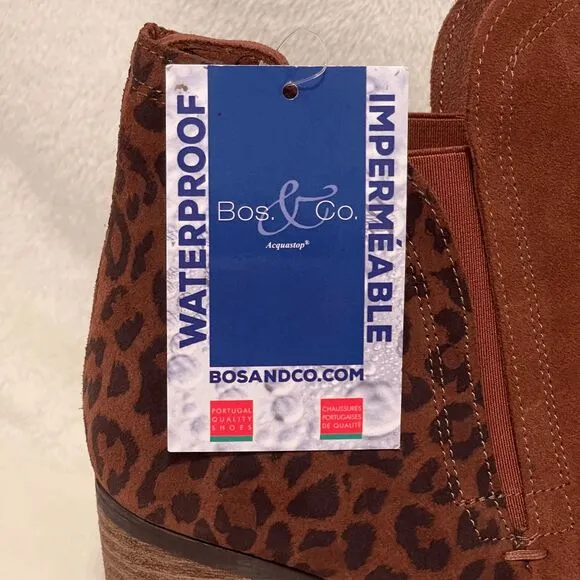 WATERPROOF
IMPERMÉABLE
Bos. & Co.
Acquastop®
BOSANDCO.COM
PORTUGAL
QUALITY
SHOES
CHAUSSURES
PORTUGAISES
DE QUALITÉ